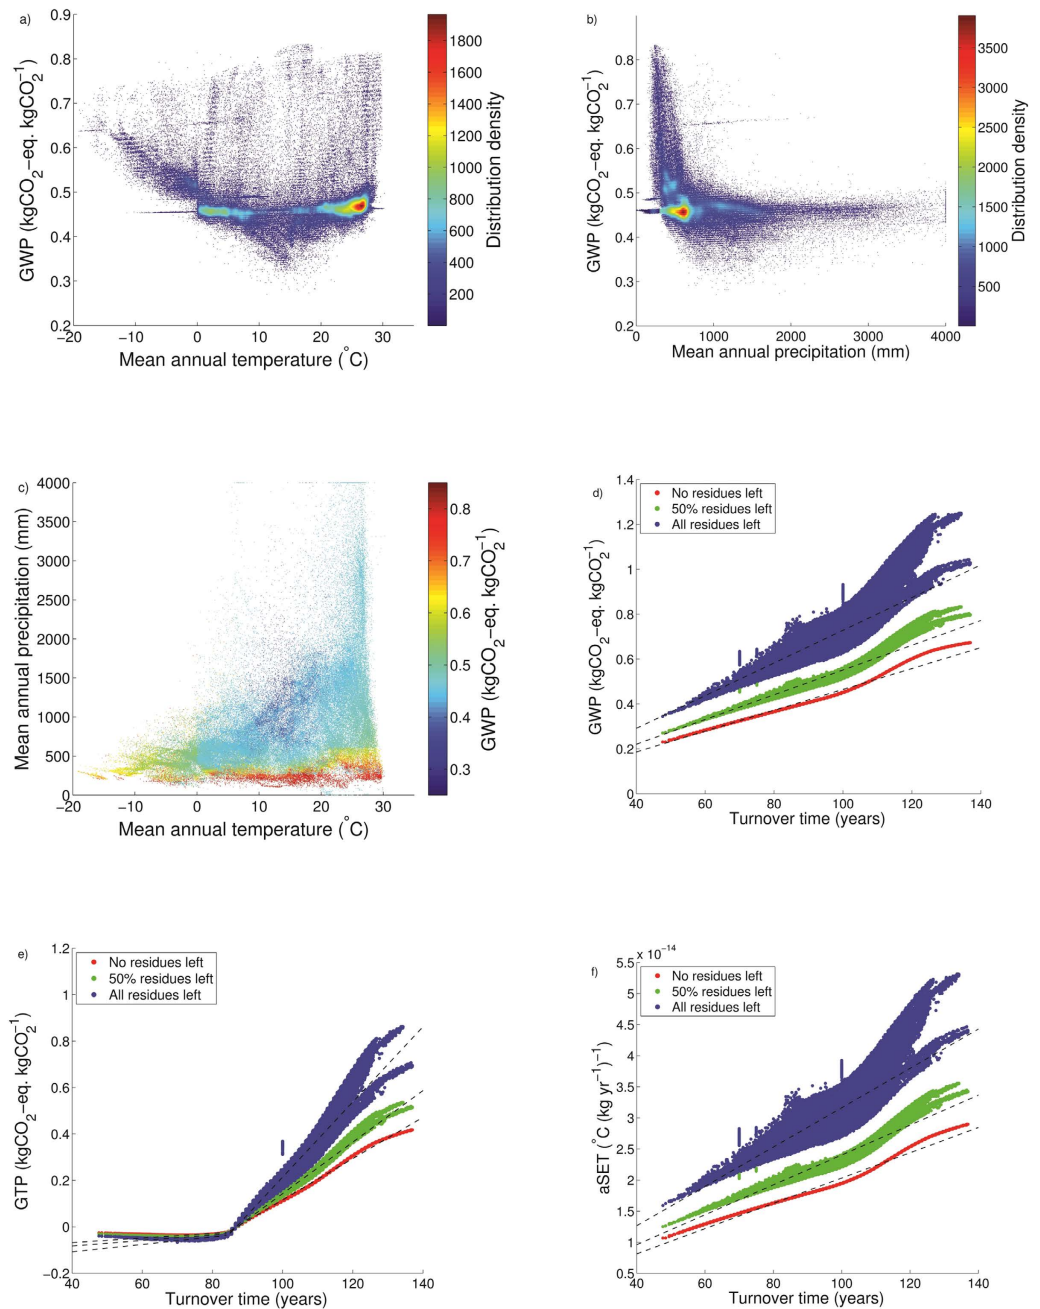 a)
0.9
0.8
0.7
0.6
0.5
0.4
0.3
0.2
−20 −10 0 10 20 30
GWP (kgCO2−eq. kgCO2−1)
Mean annual temperature (°C)
1800
1600
1400
1200
1000
800
600
400
200
Distribution density
b)
0.8
0.7
0.6
0.5
0.4
0.3
0.2
0 1000 2000 3000 4000
GWP (kgCO2−eq. kgCO2−1)
Mean annual precipitation (mm)
3500
3000
2500
2000
1500
1000
500
Distribution density
c)
4000
3500
3000
2500
2000
1500
1000
500
0
−20 −10 0 10 20 30
Mean annual precipitation (mm)
Mean annual temperature (°C)
0.8
0.7
0.6
0.5
0.4
0.3
GWP (kgCO2−eq. kgCO2−1)
d)
1.4
1.2
1
0.8
0.6
0.4
0.2
0
40 60 80 100 120 140
No residues left
50% residues left
All residues left
GWP (kgCO2−eq. kgCO2−1)
Turnover time (years)
e)
1.2
1
0.8
0.6
0.4
0.2
0
−0.2
40 60 80 100 120 140
No residues left
50% residues left
All residues left
GTP (kgCO2−eq. kgCO2−1)
Turnover time (years)
f)
x 10−14
5.5
5
4.5
4
3.5
3
2.5
2
1.5
1
0.5
40 60 80 100 120 140
No residues left
50% residues left
All residues left
aSET (°C (kg yr−1)−1)
Turnover time (years)